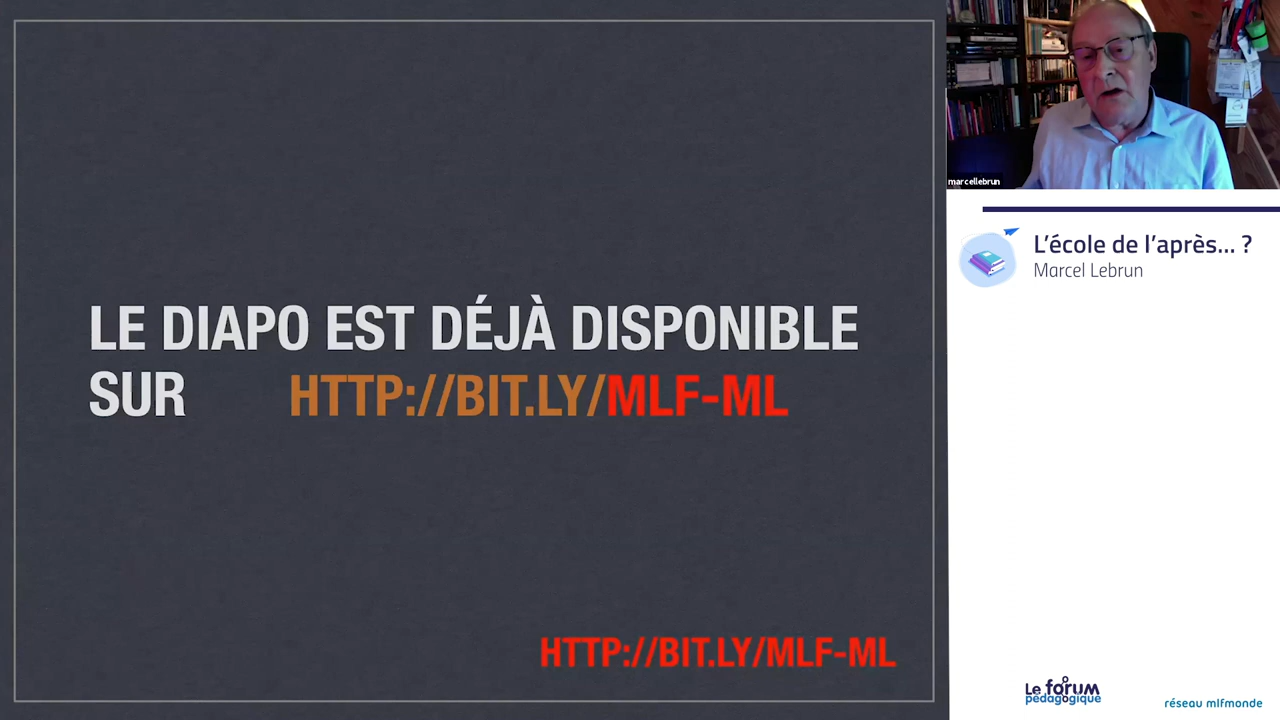 LE DIAPO EST DÉJÀ DISPONIBLE
SUR HTTP://BIT.LY/MLF-ML
HTTP://BIT.LY/MLF-ML
marcellebrun
L'école de l'après... ?
Marcel Lebrun
Le forum
pédagogique
réseau mlfmonde